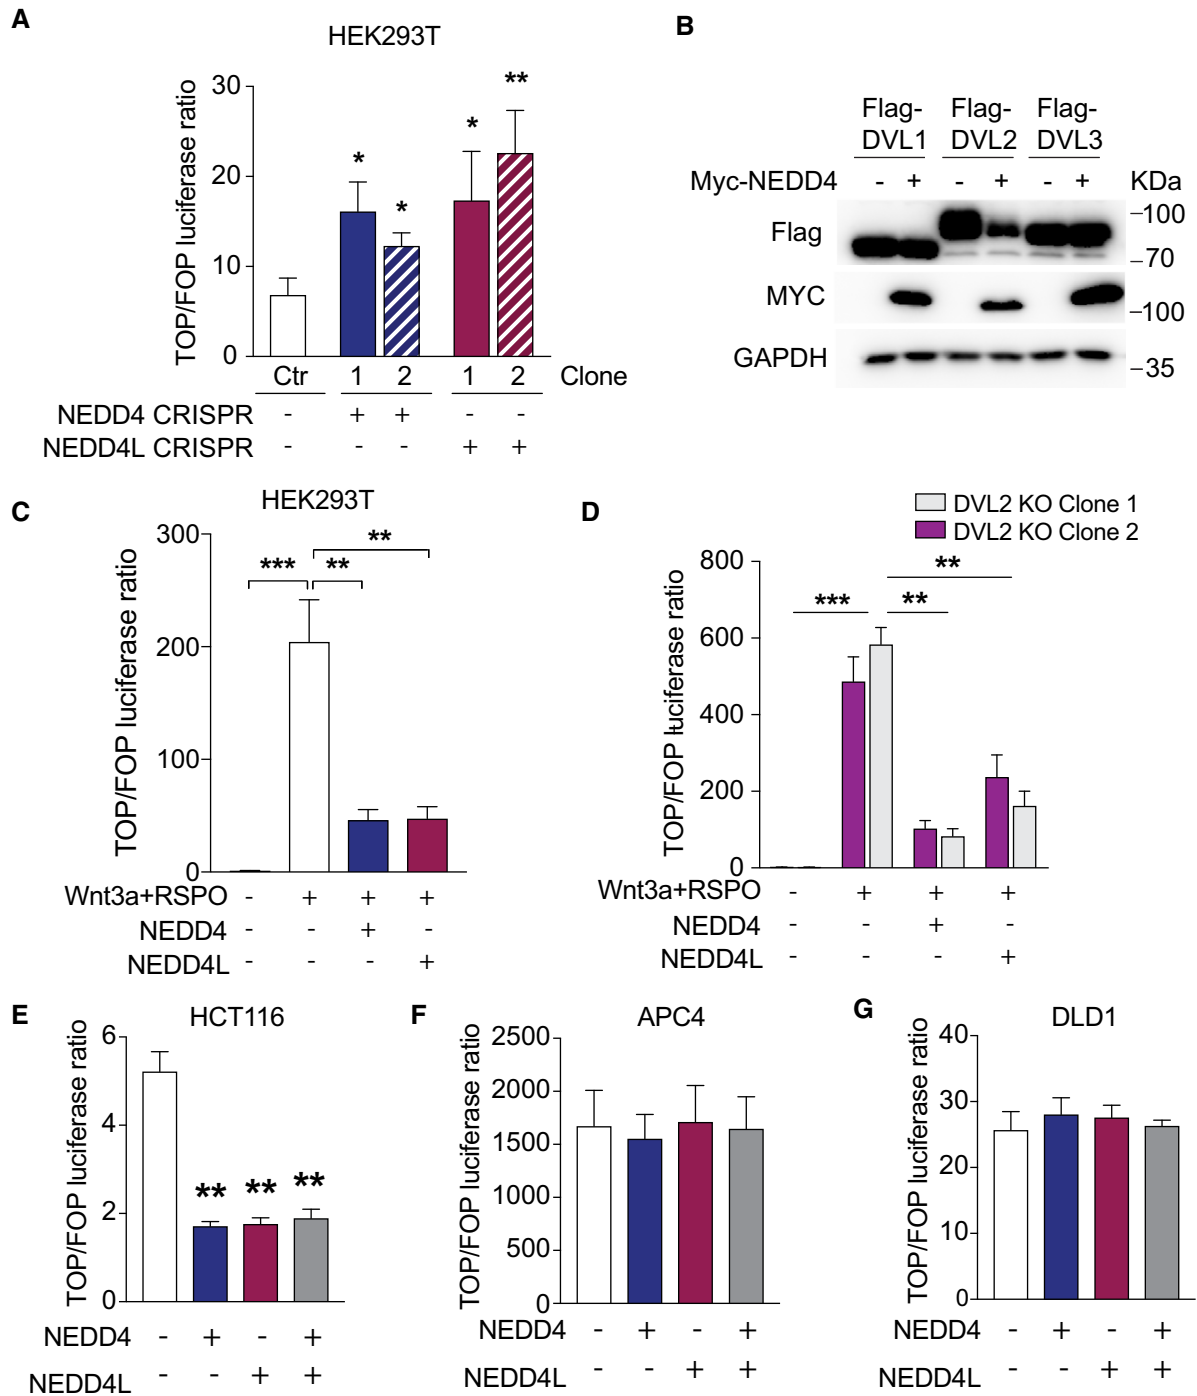 A
HEK293T
TOP/FOP luciferase ratio
30
20
10
0
*
*
*
**
Ctr 1 2 1 2 Clone
NEDD4 CRISPR - + + - -
NEDD4L CRISPR - - - + +
B
Flag- Flag- Flag-
DVL1 DVL2 DVL3
Myc-NEDD4 - + - + - + KDa
Flag
–100
–70
MYC
–100
GAPDH
–35
C
HEK293T
TOP/FOP luciferase ratio
300
200
100
0
*** ** **
Wnt3a+RSPO - + + +
NEDD4 - - + -
NEDD4L - - - +
D
DVL2 KO Clone 1
DVL2 KO Clone 2
TOP/FOP luciferase ratio
800
600
400
200
0
*** ** **
Wnt3a+RSPO - + + +
NEDD4 - - + -
NEDD4L - - - +
E
HCT116
TOP/FOP luciferase ratio
6
4
2
0
** ** **
NEDD4 - + - +
NEDD4L - - + +
F
APC4
TOP/FOP luciferase ratio
2500
2000
1500
1000
500
0
NEDD4 - + - +
NEDD4L - - + +
G
DLD1
TOP/FOP luciferase ratio
40
30
20
10
0
NEDD4 - + - +
NEDD4L - - + +